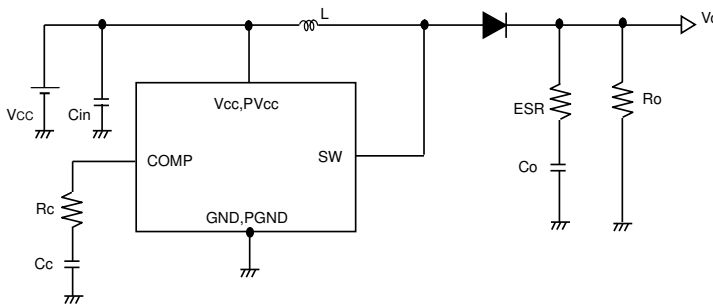 L
Vcc,PVcc
VCC
Cin
ESR
Ro
COMP
SW
Co
Rc
GND,PGND
Cc